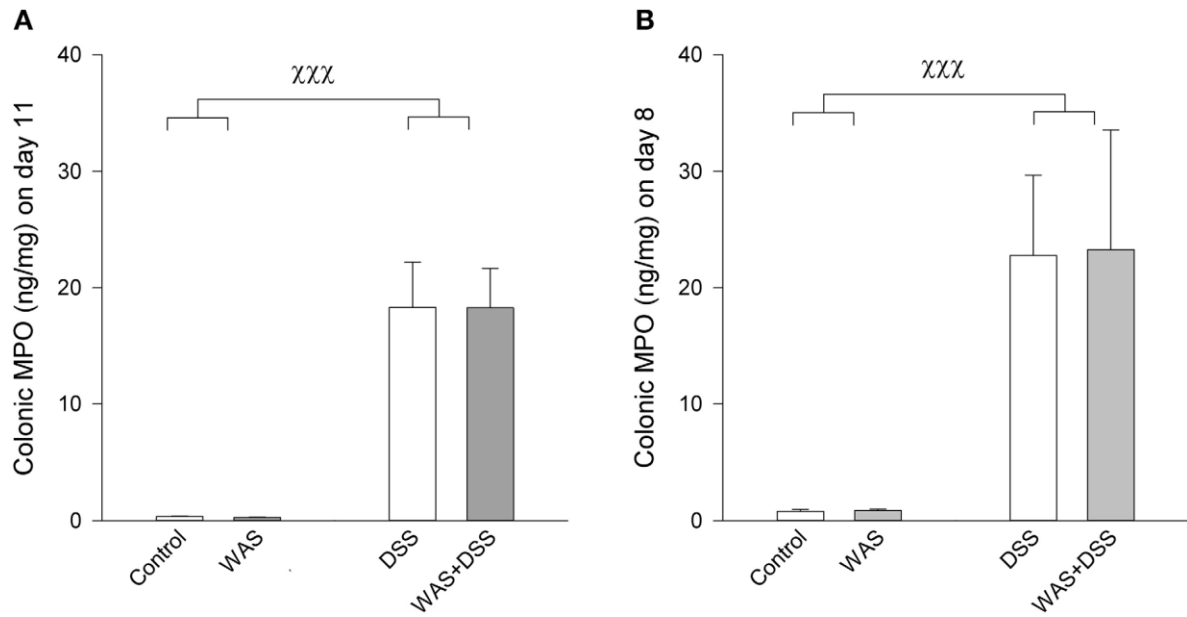 A
Colonic MPO (ng/mg) on day 11
40
30
20
10
0
χχχ
Control
WAS
DSS
WAS+DSS
B
Colonic MPO (ng/mg) on day 8
40
30
20
10
0
χχχ
Control
WAS
DSS
WAS+DSS